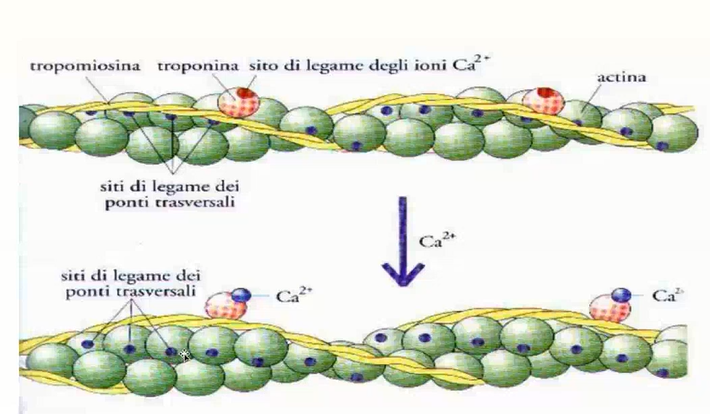 tropomiosina troponina sito di legame degli ioni Ca²⁺
actina
siti di legame dei
ponti trasversali
Ca²⁺
siti di legame dei
ponti trasversali
Ca²⁺
Ca²⁺